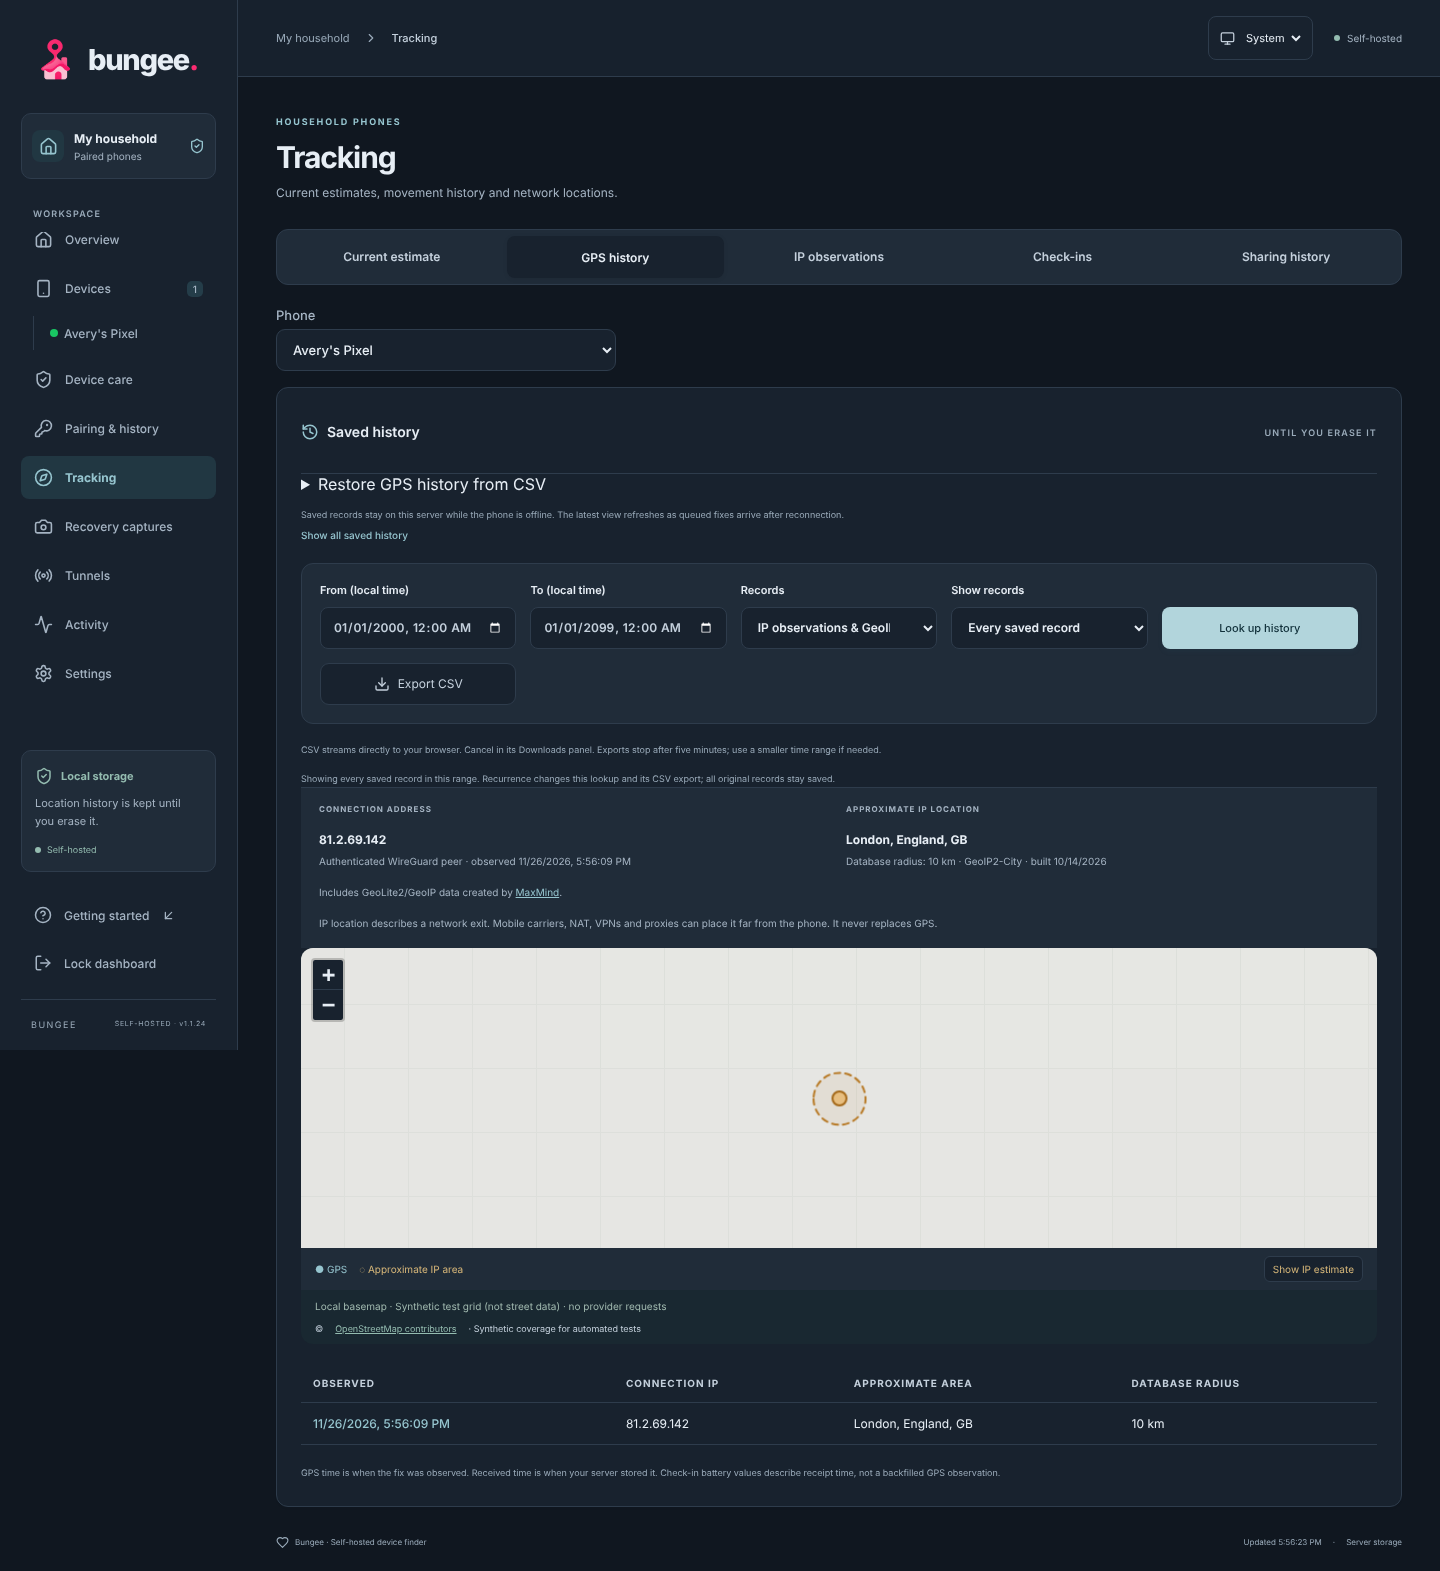 bungee.
My household
Paired phones
WORKSPACE
Overview
Devices 1
Avery's Pixel
Device care
Pairing & history
Tracking
Recovery captures
Tunnels
Activity
Settings
Local storage
Location history is kept until
you erase it.
Self-hosted
Getting started
Lock dashboard
BUNGEE SELF-HOSTED · v1.1.24
My household > Tracking
System
Self-hosted
HOUSEHOLD PHONES
Tracking
Current estimates, movement history and network locations.
Current estimate GPS history IP observations Check-ins Sharing history
Phone
Avery's Pixel
Saved history UNTIL YOU ERASE IT
Restore GPS history from CSV
Saved records stay on this server while the phone is offline. The latest view refreshes as queued fixes arrive after reconnection.
Show all saved history
From (local time) To (local time) Records Show records
01/01/2000, 12:00 AM 01/01/2099, 12:00 AM IP observations & GeoI Every saved record Look up history
Export CSV
CSV streams directly to your browser. Cancel in its Downloads panel. Exports stop after five minutes; use a smaller time range if needed.
Showing every saved record in this range. Recurrence changes this lookup and its CSV export; all original records stay saved.
CONNECTION ADDRESS APPROXIMATE IP LOCATION
81.2.69.142 London, England, GB
Authenticated WireGuard peer · observed 11/26/2026, 5:56:09 PM Database radius: 10 km · GeoIP2-City · built 10/14/2026
Includes GeoLite2/GeoIP data created by MaxMind.
IP location describes a network exit. Mobile carriers, NAT, VPNs and proxies can place it far from the phone. It never replaces GPS.
+
−
GPS Approximate IP area Show IP estimate
Local basemap · Synthetic test grid (not street data) · no provider requests
© OpenStreetMap contributors · Synthetic coverage for automated tests
OBSERVED CONNECTION IP APPROXIMATE AREA DATABASE RADIUS
11/26/2026, 5:56:09 PM 81.2.69.142 London, England, GB 10 km
GPS time is when the fix was observed. Received time is when your server stored it. Check-in battery values describe receipt time, not a backfilled GPS observation.
Bungee · Self-hosted device finder Updated 5:56:23 PM · Server storage